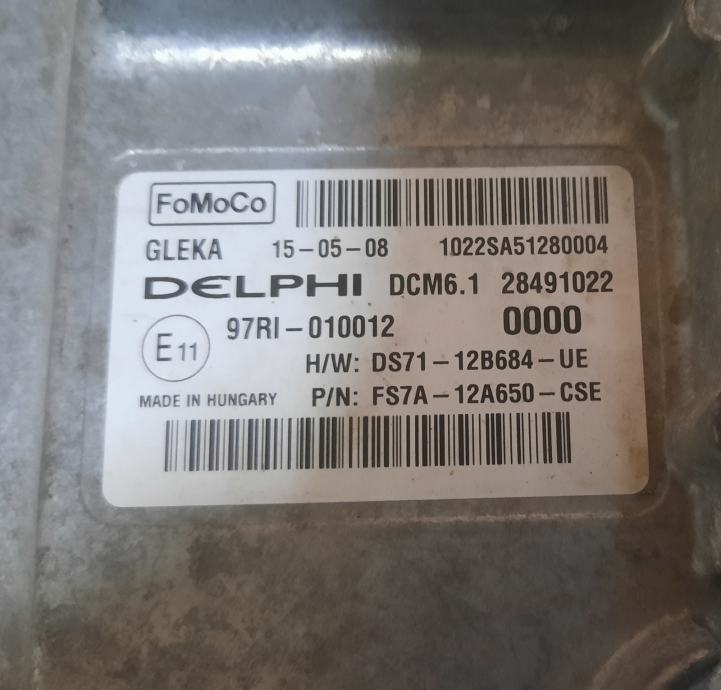 FoMoCo
GLEKA 15-05-08 1022SA51280004
DELPHI DCM6.1 28491022
E11 97RI-010012 0000
H/W: DS71-12B684-UE
MADE IN HUNGARY P/N: FS7A-12A650-CSE